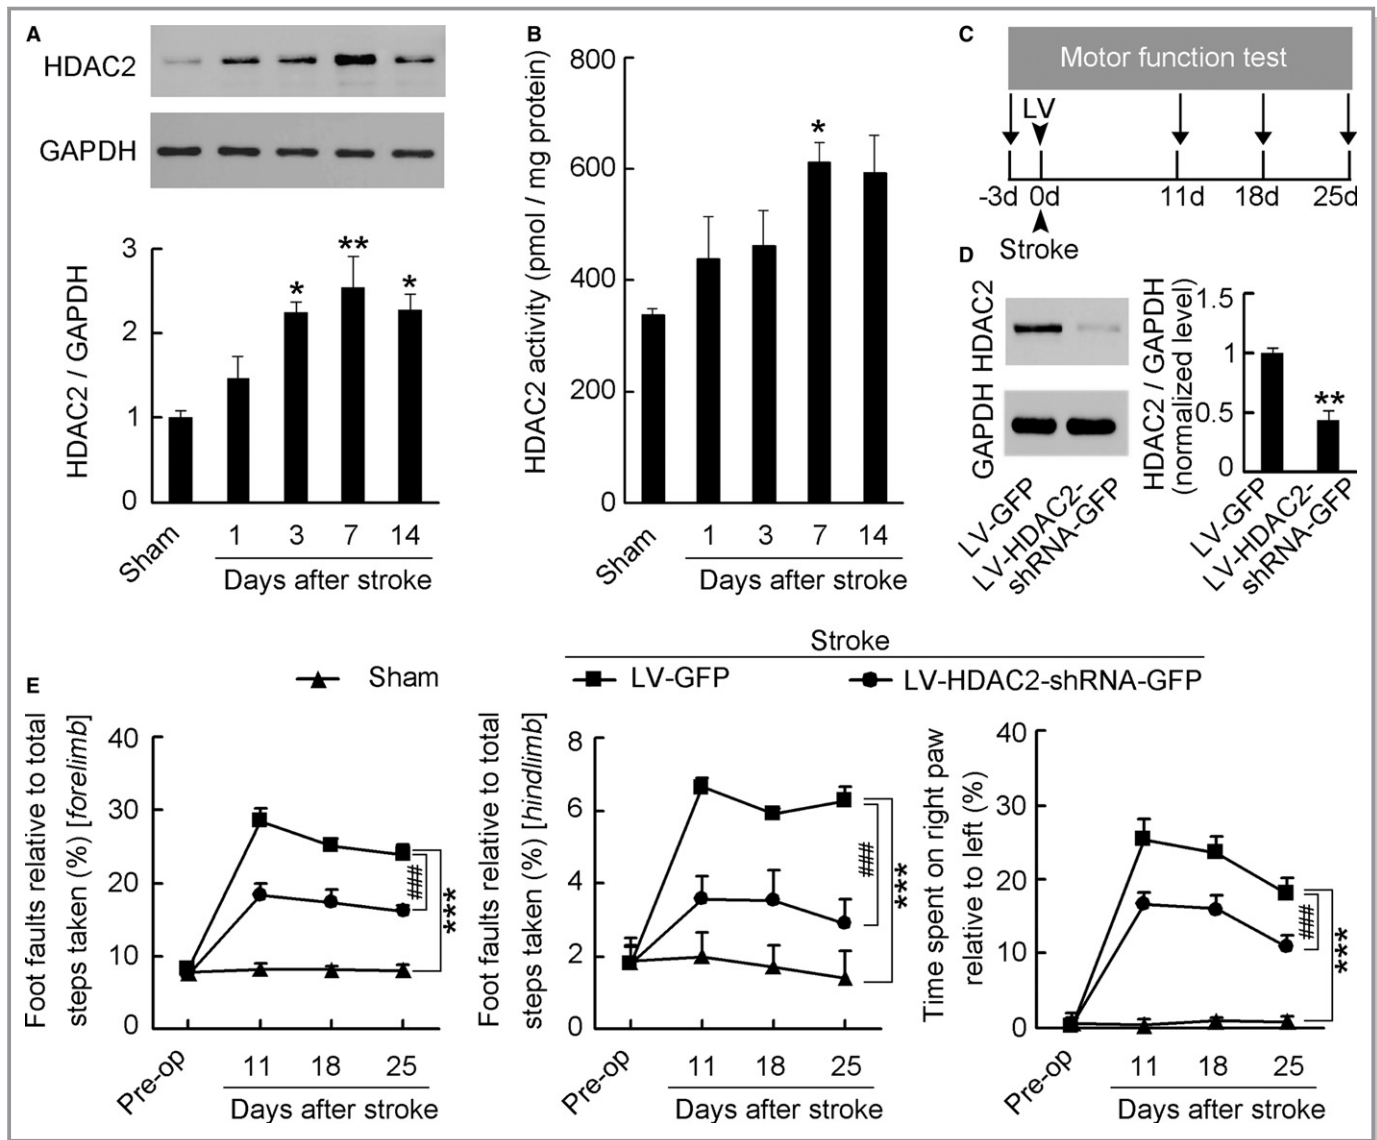 A
HDAC2
GAPDH
HDAC2 / GAPDH
3
2
1
0
**
*
*
Sham
1
3
7
14
Days after stroke
B
HDAC2 activity (pmol / mg protein)
800
600
400
200
0
*
Sham
1
3
7
14
Days after stroke
C
Motor function test
LV
-3d
0d
11d
18d
25d
Stroke
D
HDAC2
GAPDH
LV-GFP
LV-HDAC2-
shRNA-GFP
HDAC2 / GAPDH
(normalized level)
1.5
1
0.5
0
**
LV-GFP
LV-HDAC2-
shRNA-GFP
E
Sham
Stroke
LV-GFP
LV-HDAC2-shRNA-GFP
Foot faults relative to total
steps taken (%) [forelimb]
40
30
20
10
0
###
***
Pre-op
11
18
25
Days after stroke
Foot faults relative to total
steps taken (%) [hindlimb]
8
6
4
2
0
###
***
Pre-op
11
18
25
Days after stroke
Time spent on right paw
relative to left (%)
40
30
20
10
0
###
***
Pre-op
11
18
25
Days after stroke